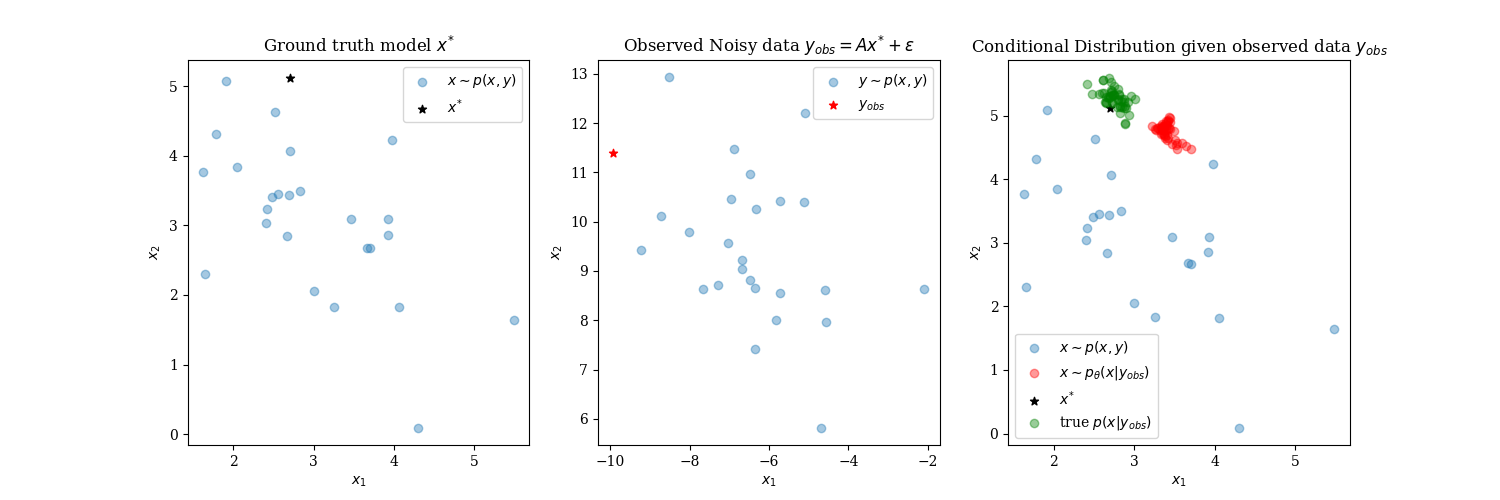 Ground truth model x*
x ~ p(x, y)
x*
5
4
3
2
1
0
x₂
2
3
4
5
x₁
Observed Noisy data y_obs = Ax* + ε
y ~ p(x, y)
y_obs
13
12
11
10
9
8
7
6
x₂
−10
−8
−6
−4
−2
x₁
Conditional Distribution given observed data y_obs
5
4
3
2
1
0
x₂
x ~ p(x, y)
x ~ p_θ(x|y_obs)
x*
true p(x|y_obs)
2
3
4
5
x₁